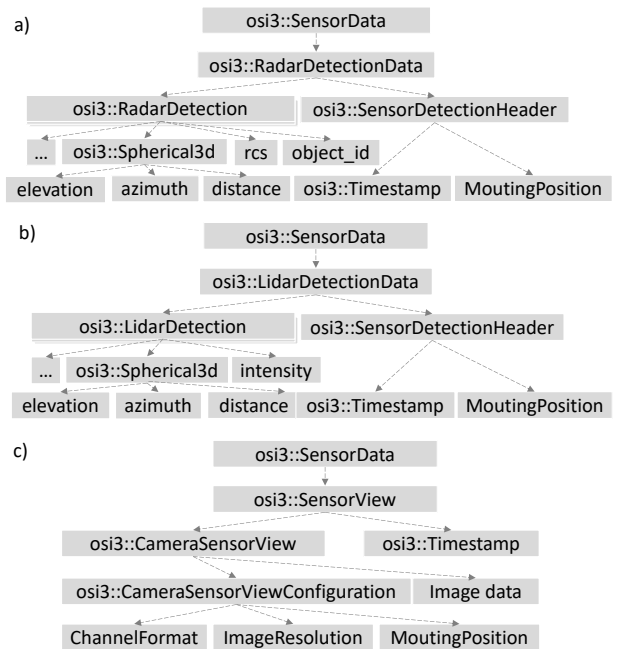 a)
osi3::SensorData
osi3::RadarDetectionData
osi3::RadarDetection osi3::SensorDetectionHeader
... osi3::Spherical3d rcs object_id
elevation azimuth distance osi3::Timestamp MoutingPosition
b)
osi3::SensorData
osi3::LidarDetectionData
osi3::LidarDetection osi3::SensorDetectionHeader
... osi3::Spherical3d intensity
elevation azimuth distance osi3::Timestamp MoutingPosition
c)
osi3::SensorData
osi3::SensorView
osi3::CameraSensorView osi3::Timestamp
osi3::CameraSensorViewConfiguration Image data
ChannelFormat ImageResolution MoutingPosition